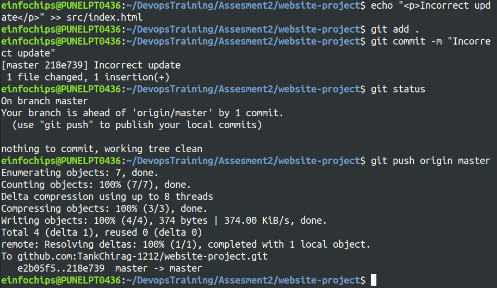 einfochips@PUNELPT0436:~/DevopsTraining/Assesment2/website-project$ echo "<p>Incorrect upd
ate</p>" >> src/index.html
einfochips@PUNELPT0436:~/DevopsTraining/Assesment2/website-project$ git add .
einfochips@PUNELPT0436:~/DevopsTraining/Assesment2/website-project$ git commit -m "Incorre
ct update"
[master 218e739] Incorrect update
 1 file changed, 1 insertion(+)
einfochips@PUNELPT0436:~/DevopsTraining/Assesment2/website-project$ git status
On branch master
Your branch is ahead of 'origin/master' by 1 commit.
  (use "git push" to publish your local commits)

nothing to commit, working tree clean
einfochips@PUNELPT0436:~/DevopsTraining/Assesment2/website-project$ git push origin master
Enumerating objects: 7, done.
Counting objects: 100% (7/7), done.
Delta compression using up to 8 threads
Compressing objects: 100% (3/3), done.
Writing objects: 100% (4/4), 374 bytes | 374.00 KiB/s, done.
Total 4 (delta 1), reused 0 (delta 0)
remote: Resolving deltas: 100% (1/1), completed with 1 local object.
To github.com:TankChirag-1212/website-project.git
   e2b05f5..218e739  master -> master
einfochips@PUNELPT0436:~/DevopsTraining/Assesment2/website-project$